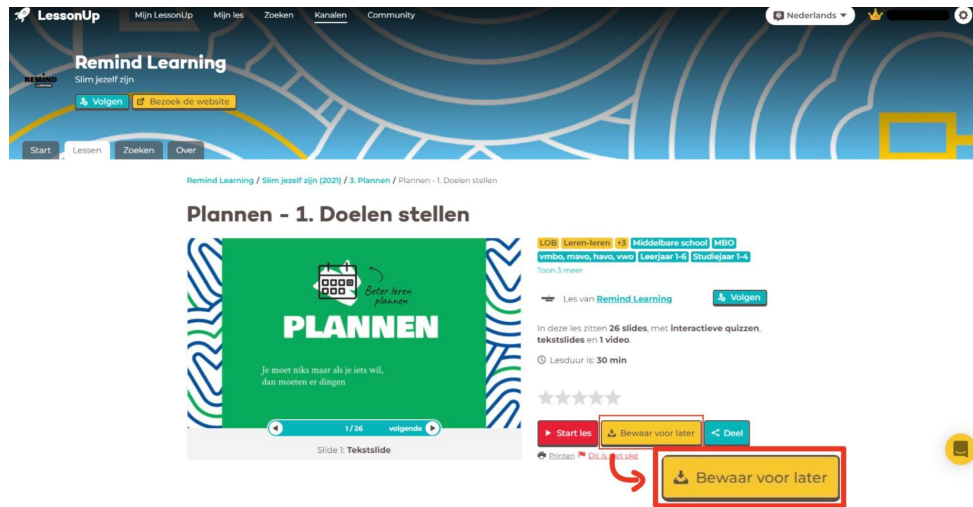 LessonUp Mijn LessonUp Mijn les Zoeken Kanalen Community Nederlands
Remind Learning
REMIND
LEARNING
Slim jezelf zijn
Volgen Bezoek de website
Start Lessen Zoeken Over
Remind Learning / Slim jezelf zijn (2021) / 3. Plannen / Plannen - 1. Doelen stellen
Plannen - 1. Doelen stellen
Beter leren
plannen
PLANNEN
Je moet niks maar als je iets wil,
dan moeten er dingen
1 / 26 volgende
Slide 1: Tekstslide
LOB Leren-leren +3 Middelbare school MBO
vmbo, mavo, havo, vwo Leerjaar 1-6 Studiejaar 1-4
Toon 3 meer
Les van Remind Learning Volgen
In deze les zitten 26 slides, met interactieve quizzen,
tekstslides en 1 video.
Lesduur is: 30 min
Start les Bewaar voor later Deel
Printen Dit is niet oké
Bewaar voor later